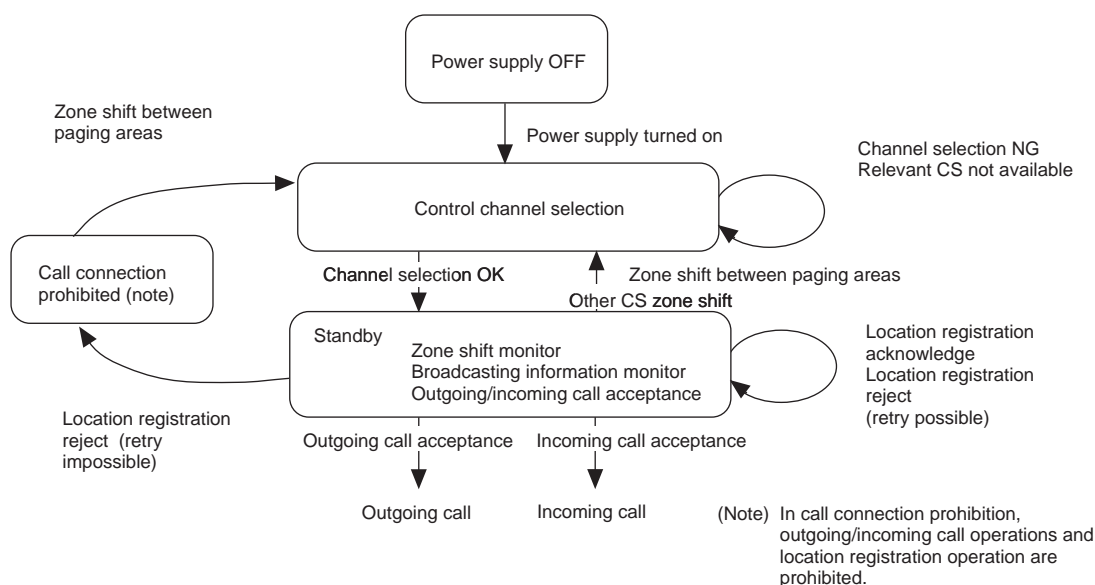 Power supply OFF
Zone shift between
paging areas
Power supply turned on
Channel selection NG
Relevant CS not available
Control channel selection
Call connection
prohibited (note)
Channel selection OK
Zone shift between paging areas
Other CS zone shift
Standby
Zone shift monitor
Broadcasting information monitor
Outgoing/incoming call acceptance
Location registration
acknowledge
Location registration
reject
(retry possible)
Location registration
reject (retry
impossible)
Outgoing call acceptance
Incoming call acceptance
Outgoing call
Incoming call
(Note) In call connection prohibition,
outgoing/incoming call operations and
location registration operation are
prohibited.